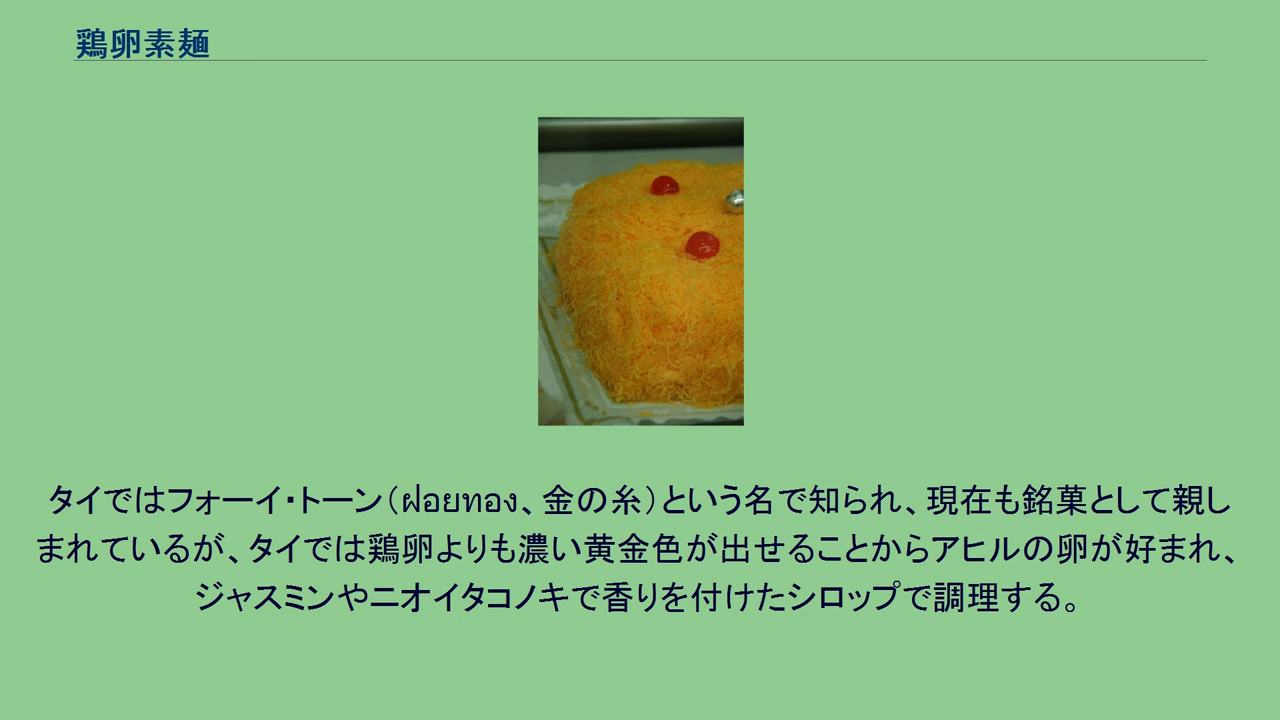 鶏卵素麺
タイではフォーイ・トーン（ฝอยทอง、金の糸）という名で知られ、現在も銘菓として親し
まれているが、タイでは鶏卵よりも濃い黄金色が出せることからアヒルの卵が好まれ、
ジャスミンやニオイタコノキで香りを付けたシロップで調理する。